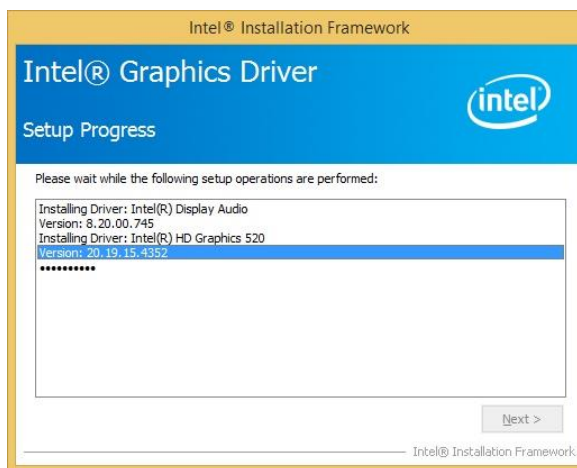 Intel® Installation Framework
Intel® Graphics Driver
intel
Setup Progress
Please wait while the following setup operations are performed:
Installing Driver: Intel(R) Display Audio
Version: 8.20.00.745
Installing Driver: Intel(R) HD Graphics 520
Version: 20.19.15.4352
••••••••••
Next >
Intel® Installation Framework